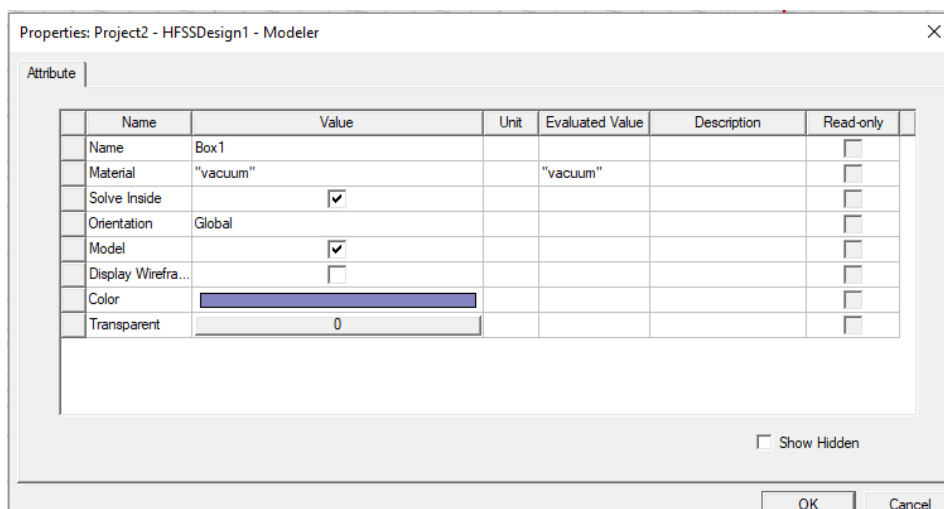 Properties: Project2 - HFSSDesign1 - Modeler
Attribute
Name Value Unit Evaluated Value Description Read-only
Name Box1
Material "vacuum" "vacuum"
Solve Inside
Orientation Global
Model
Display Wirefra...
Color
Transparent 0
Show Hidden
OK Cancel